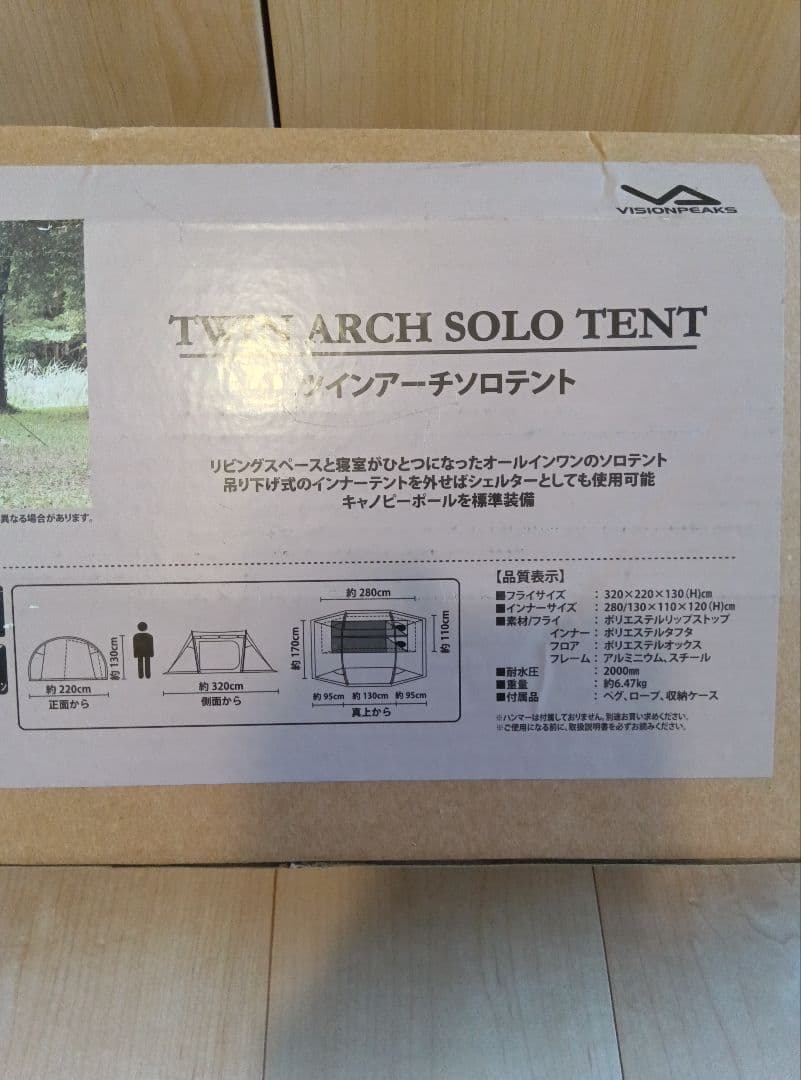 VISIONPEAKS
TWIN ARCH SOLO TENT
ツインアーチソロテント
リビングスペースと寝室がひとつになったオールインワンのソロテント
吊り下げ式のインナーテントを外せばシェルターとしても使用可能
キャノピーポールを標準装備
異なる場合があります。
約130cm
約220cm
正面から
約320cm
側面から
約280cm
約170cm
約110cm
約95cm 約130cm 約95cm
真上から
【品質表示】
■フライサイズ : 320×220×130(H)cm
■インナーサイズ : 280/130×110×120(H)cm
■素材/フライ : ポリエステルリップストップ
インナー : ポリエステルタフタ
フロア : ポリエステルオックス
フレーム : アルミニウム、スチール
■耐水圧 : 2000mm
■重量 : 約6.47kg
■付属品 : ペグ、ロープ、収納ケース
※ハンマーは付属しておりません。別途お買い求めください。
※ご使用になる前に、取扱説明書を必ずお読みください。